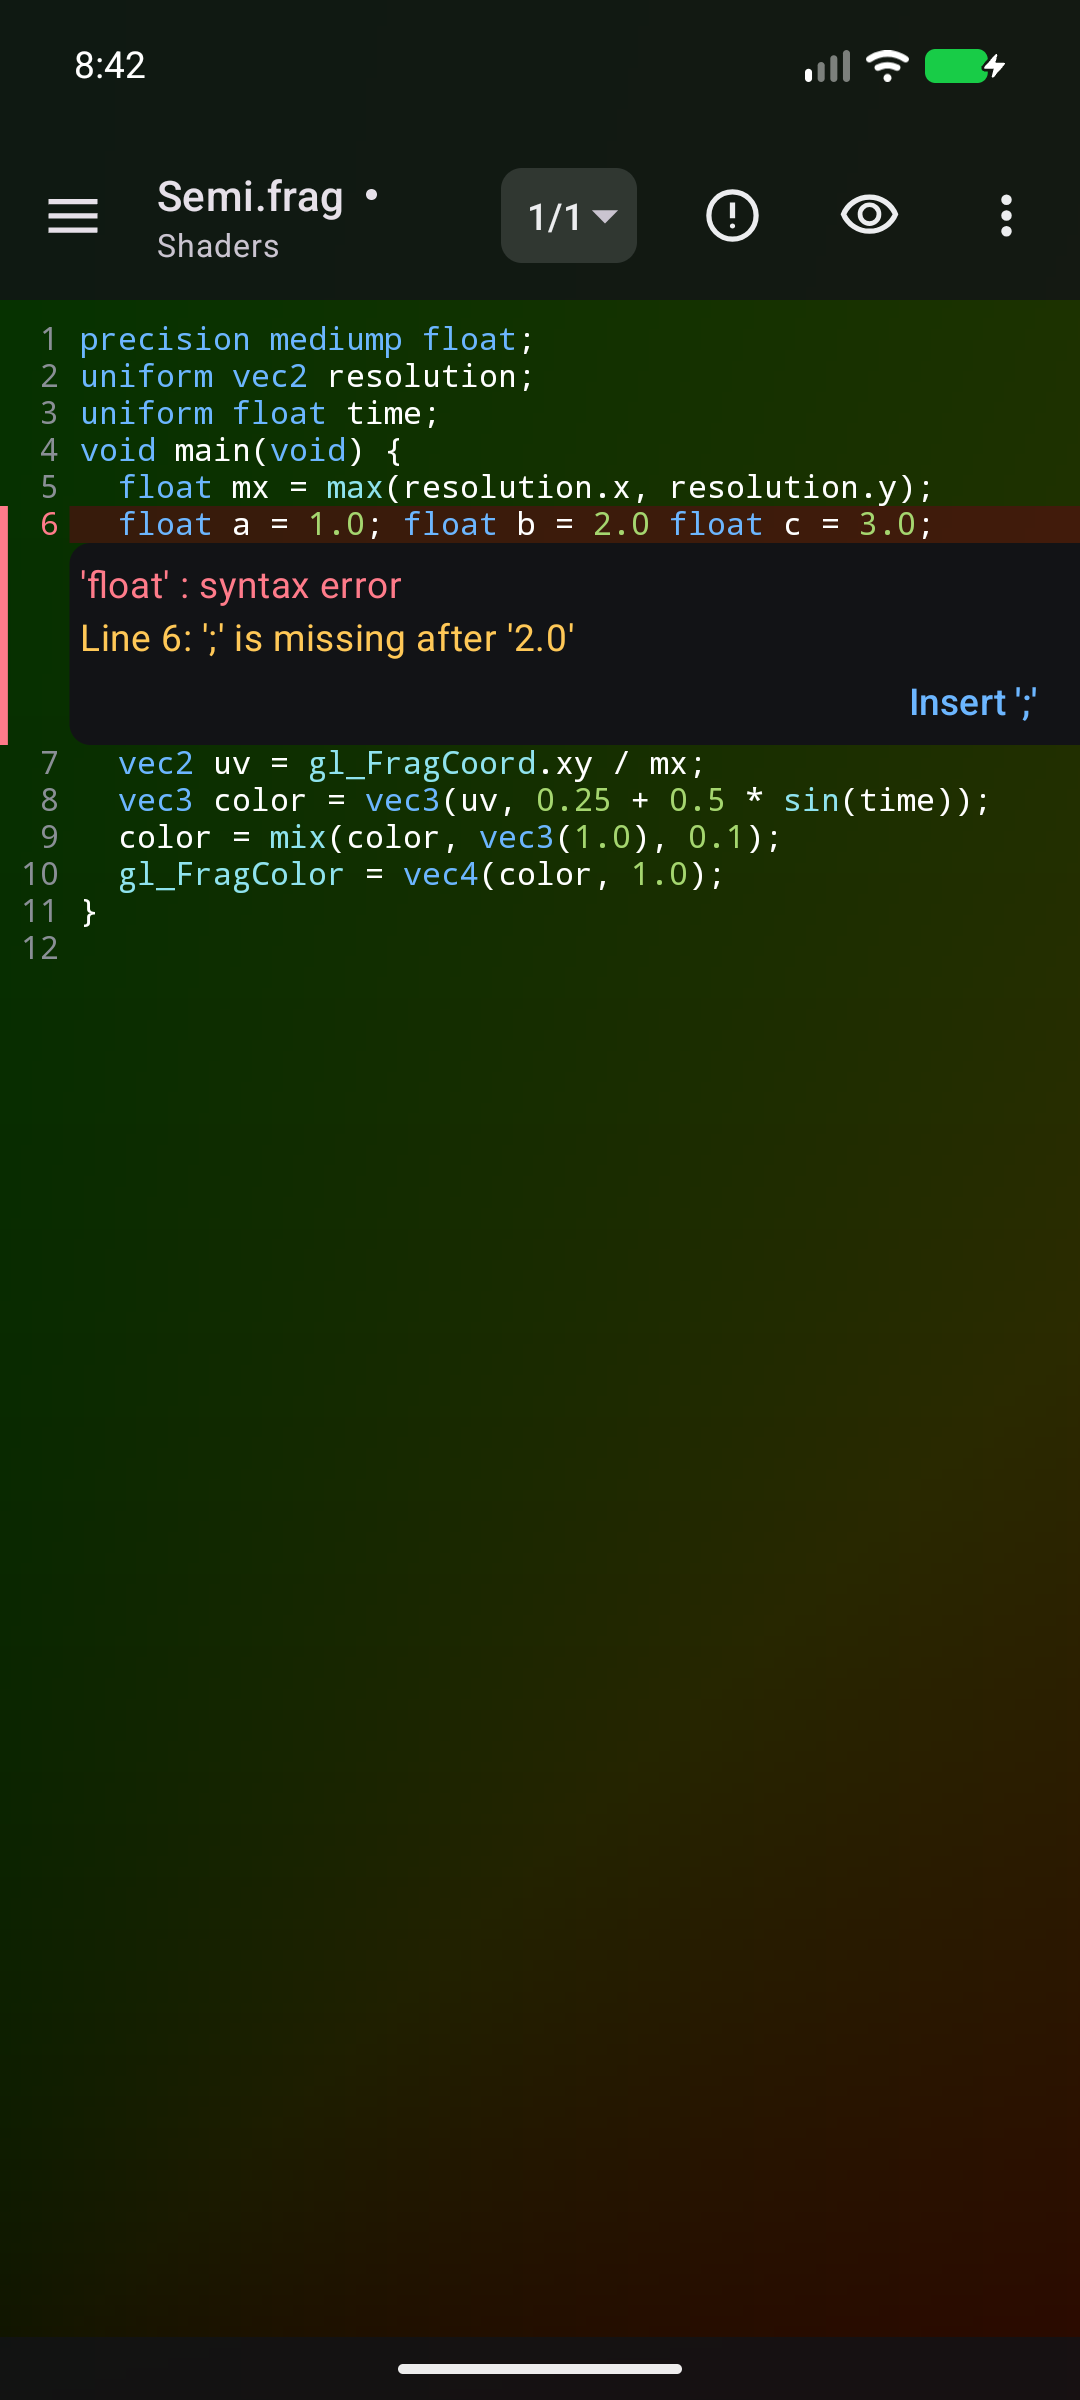 8:42
Semi.frag •
Shaders
1/1
1 precision mediump float;
2 uniform vec2 resolution;
3 uniform float time;
4 void main(void) {
5   float mx = max(resolution.x, resolution.y);
6   float a = 1.0; float b = 2.0 float c = 3.0;
'float' : syntax error
Line 6: ';' is missing after '2.0'
Insert ';'
7   vec2 uv = gl_FragCoord.xy / mx;
8   vec3 color = vec3(uv, 0.25 + 0.5 * sin(time));
9   color = mix(color, vec3(1.0), 0.1);
10   gl_FragColor = vec4(color, 1.0);
11 }
12